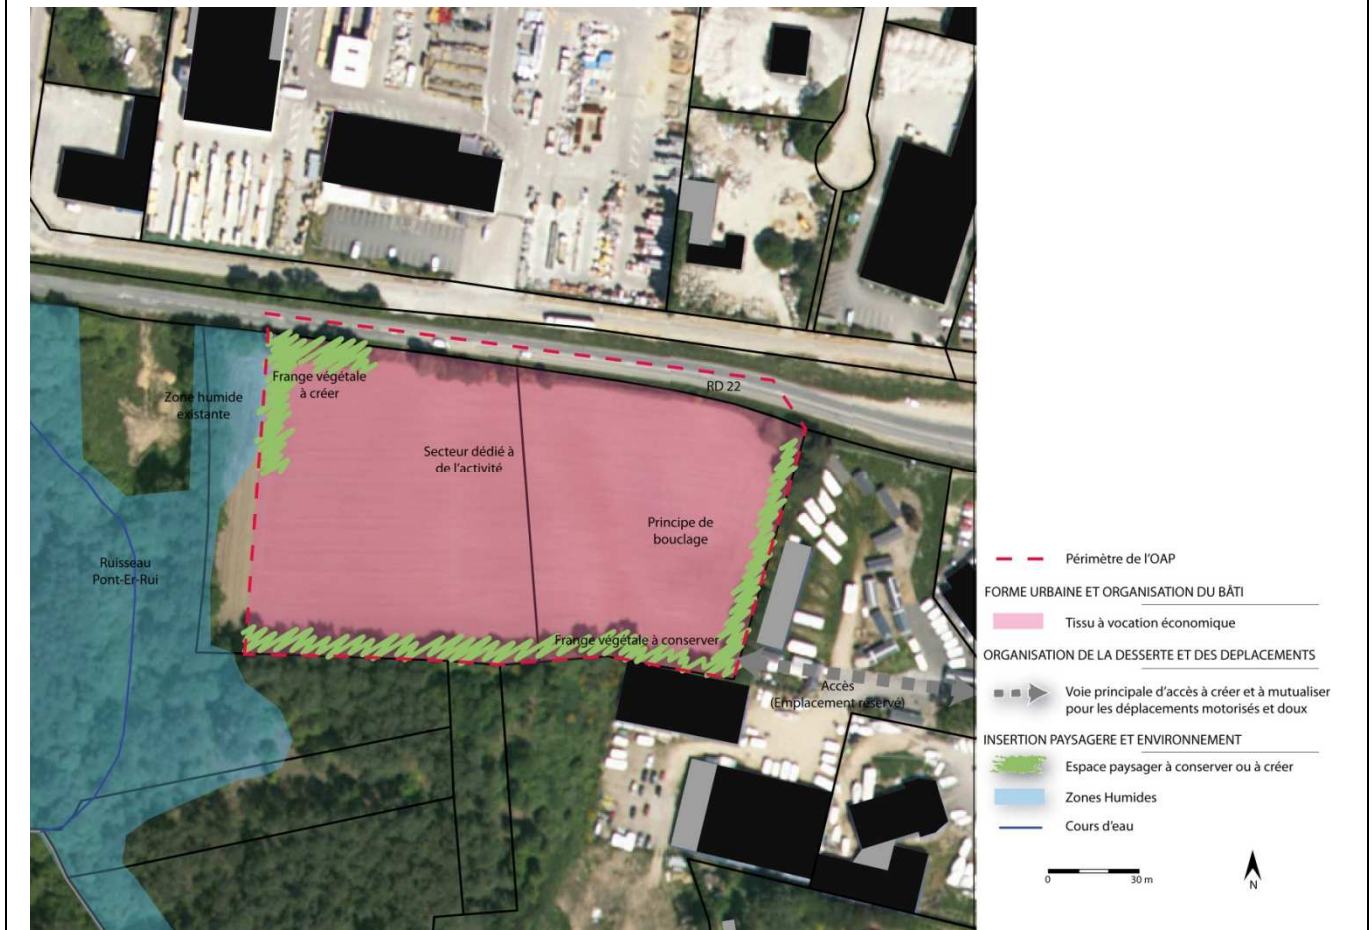 Frange végétale
à créer
RD 22
Zone humide
existante
Secteur dédié à
de l'activité
Principe de
bouclage
Ruisseau
Pont-Er-Rui
Frange végétale à conserver
Accès
(Emplacement réservé)
Périmètre de l'OAP
FORME URBAINE ET ORGANISATION DU BÂTI
Tissu à vocation économique
ORGANISATION DE LA DESSERTE ET DES DEPLACEMENTS
Voie principale d'accès à créer et à mutualiser
pour les déplacements motorisés et doux
INSERTION PAYSAGERE ET ENVIRONNEMENT
Espace paysager à conserver ou à créer
Zones Humides
Cours d'eau
0 30 m
N